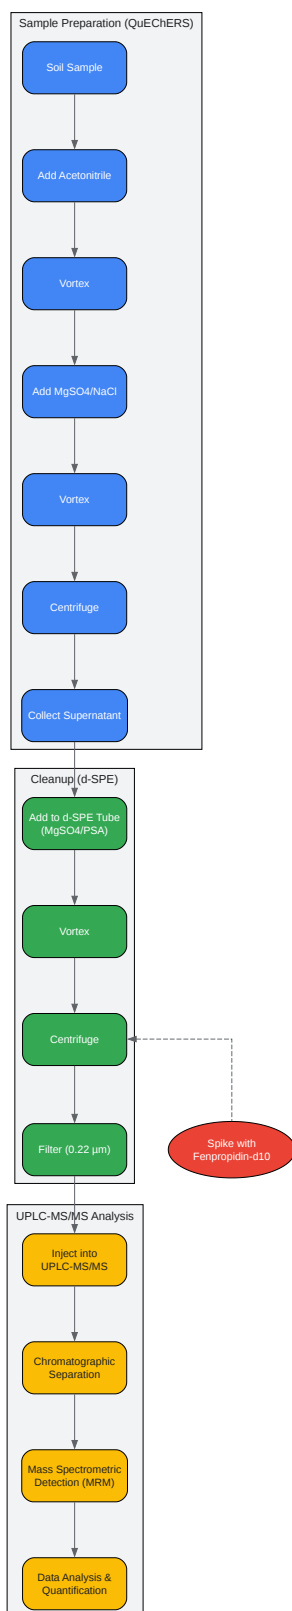 Sample Preparation (QuEChERS)
Soil Sample
Add Acetonitrile
Vortex
Add MgSO4/NaCl
Vortex
Centrifuge
Collect Supernatant
Cleanup (d-SPE)
Add to d-SPE Tube
(MgSO4/PSA)
Vortex
Centrifuge
Spike with
Fenpropidin-d10
Filter (0.22 µm)
UPLC-MS/MS Analysis
Inject into
UPLC-MS/MS
Chromatographic
Separation
Mass Spectrometric
Detection (MRM)
Data Analysis &
Quantification